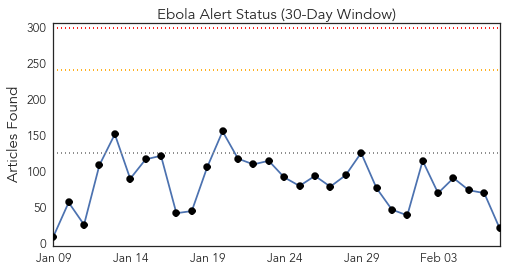 Ebola Alert Status (30-Day Window)
Articles Found
300
250
200
150
100
50
0
Jan 09 Jan 14 Jan 19 Jan 24 Jan 29 Feb 03